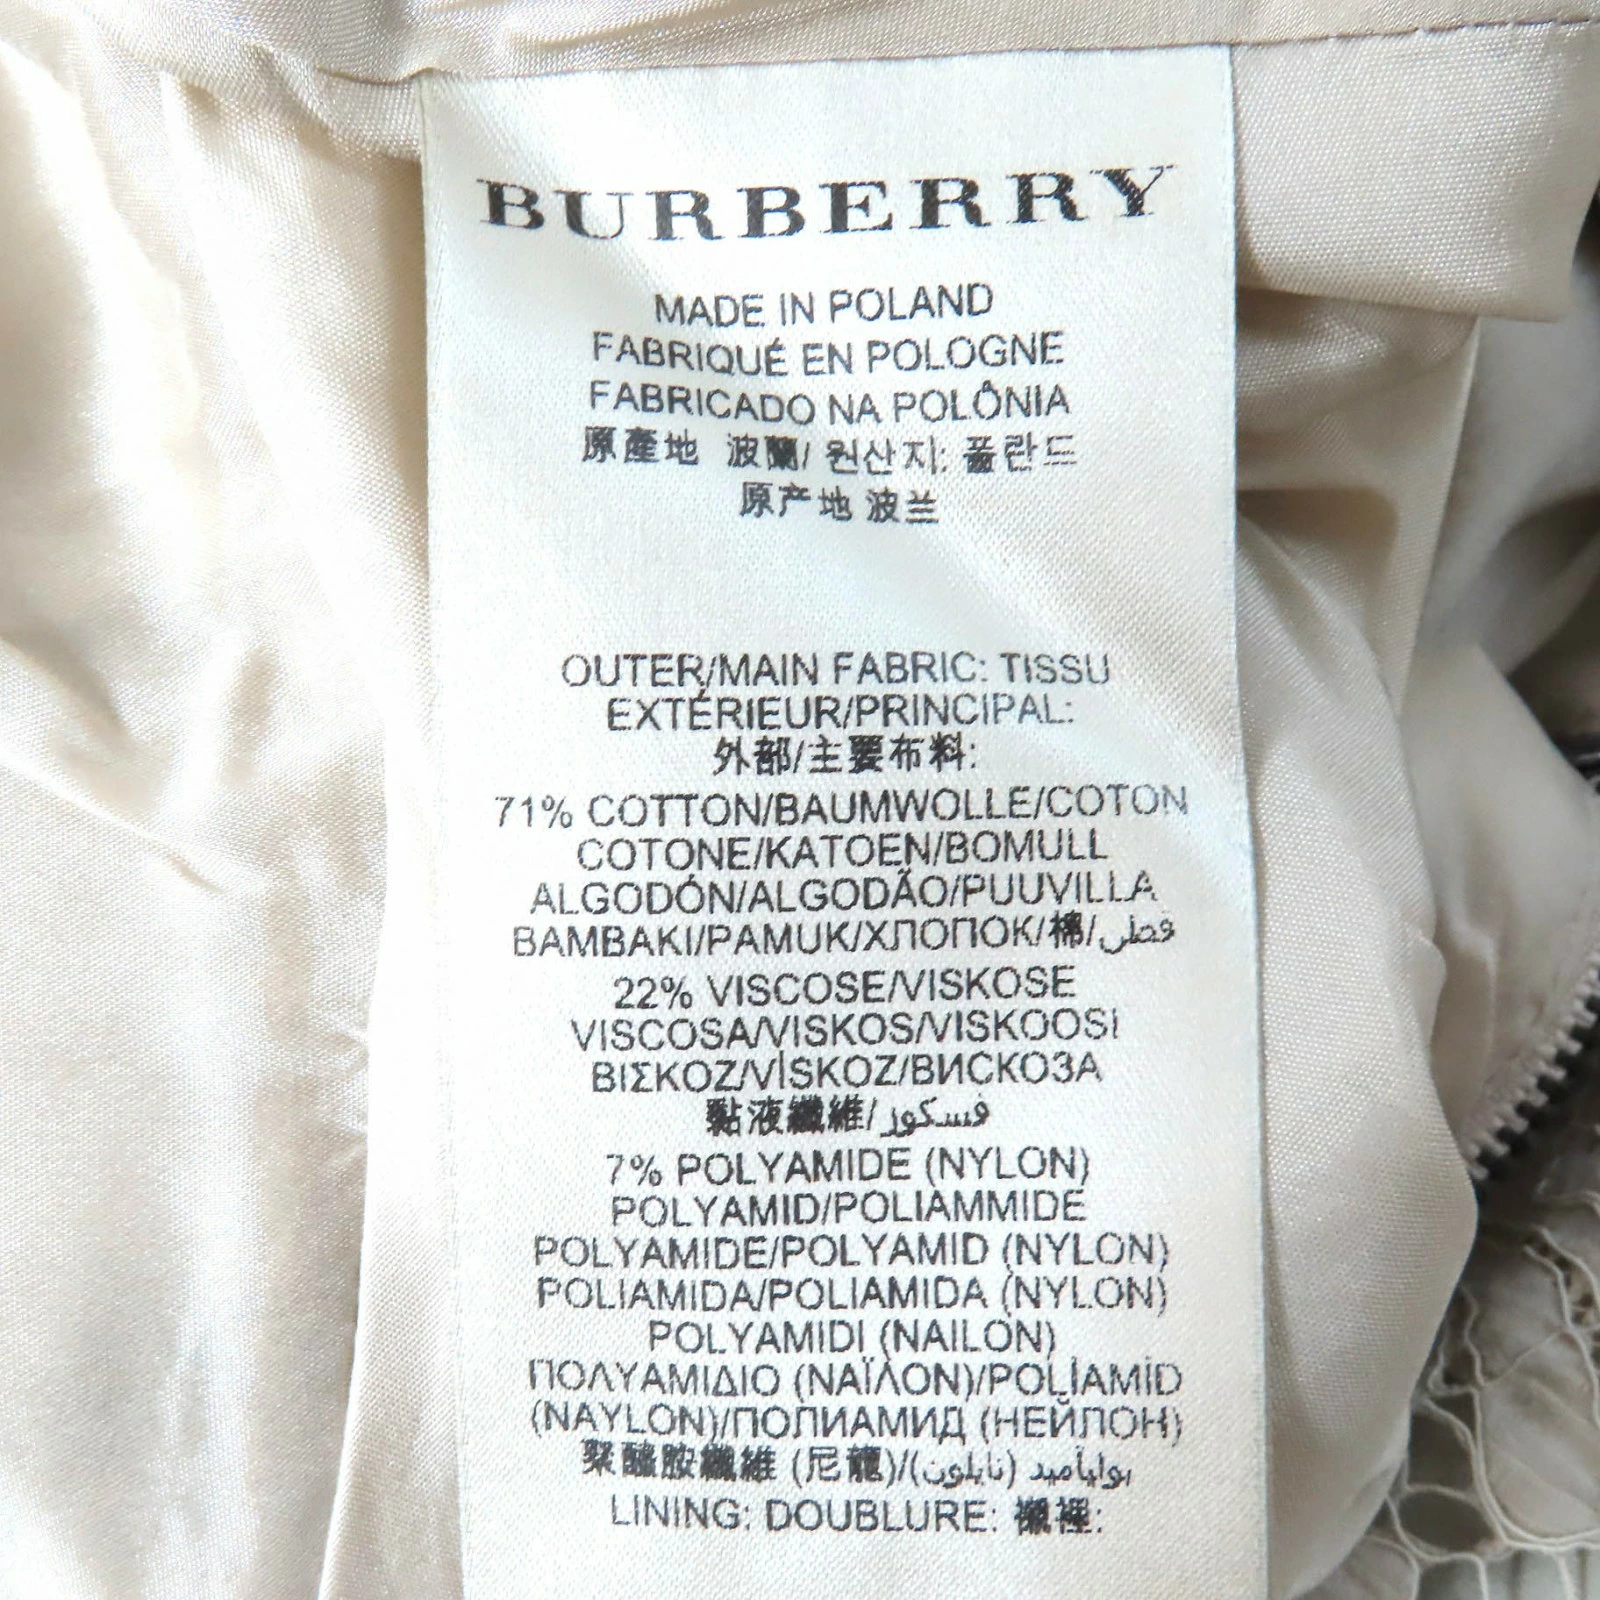 BURBERRY
MADE IN POLAND
FABRIQUÉ EN POLOGNE
FABRICADO NA POLÔNIA
原產地 波蘭/ 원산지: 폴란드
原产地 波兰
OUTER/MAIN FABRIC: TISSU
EXTÉRIEUR/PRINCIPAL:
外部/主要布料:
71% COTTON/BAUMWOLLE/COTON
COTONE/KATOEN/BOMULL
ALGODÓN/ALGODÃO/PUUVILLA
BAMBAKI/PAMUK/ХЛОПОК/棉/قطن
22% VISCOSE/VISKOSE
VISCOSA/VISKOS/VISKOOSI
ΒΙΣΚΟΖ/VİSKOZ/ВИСКОЗА
黏液纖維/فسكوز
7% POLYAMIDE (NYLON)
POLYAMID/POLIAMMIDE
POLYAMIDE/POLYAMID (NYLON)
POLIAMIDA/POLIAMIDA (NYLON)
POLYAMIDI (NAILON)
ΠΟΛΥΑΜΙΔΙΟ (ΝΑΪΛΟΝ)/POLİAMİD
(NAYLON)/ПОЛИАМИД (НЕЙЛОН)
聚醯胺纖維 (尼龍)/بولياميد (نايلون)
LINING: DOUBLURE: 襯裡: